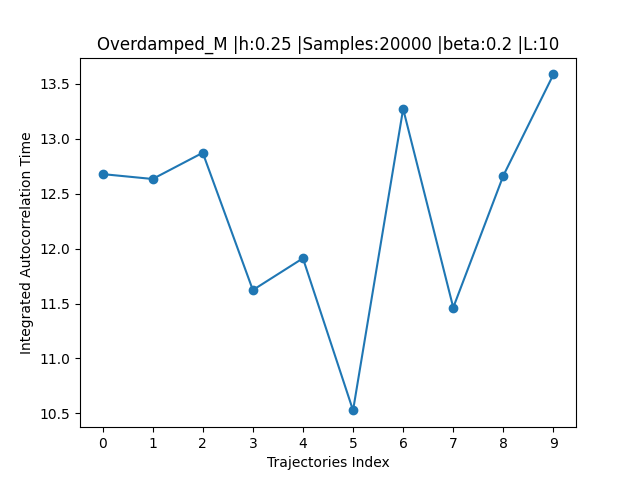 Overdamped_M |h:0.25 |Samples:20000 |beta:0.2 |L:10
Integrated Autocorrelation Time
13.5
13.0
12.5
12.0
11.5
11.0
10.5
0 1 2 3 4 5 6 7 8 9
Trajectories Index